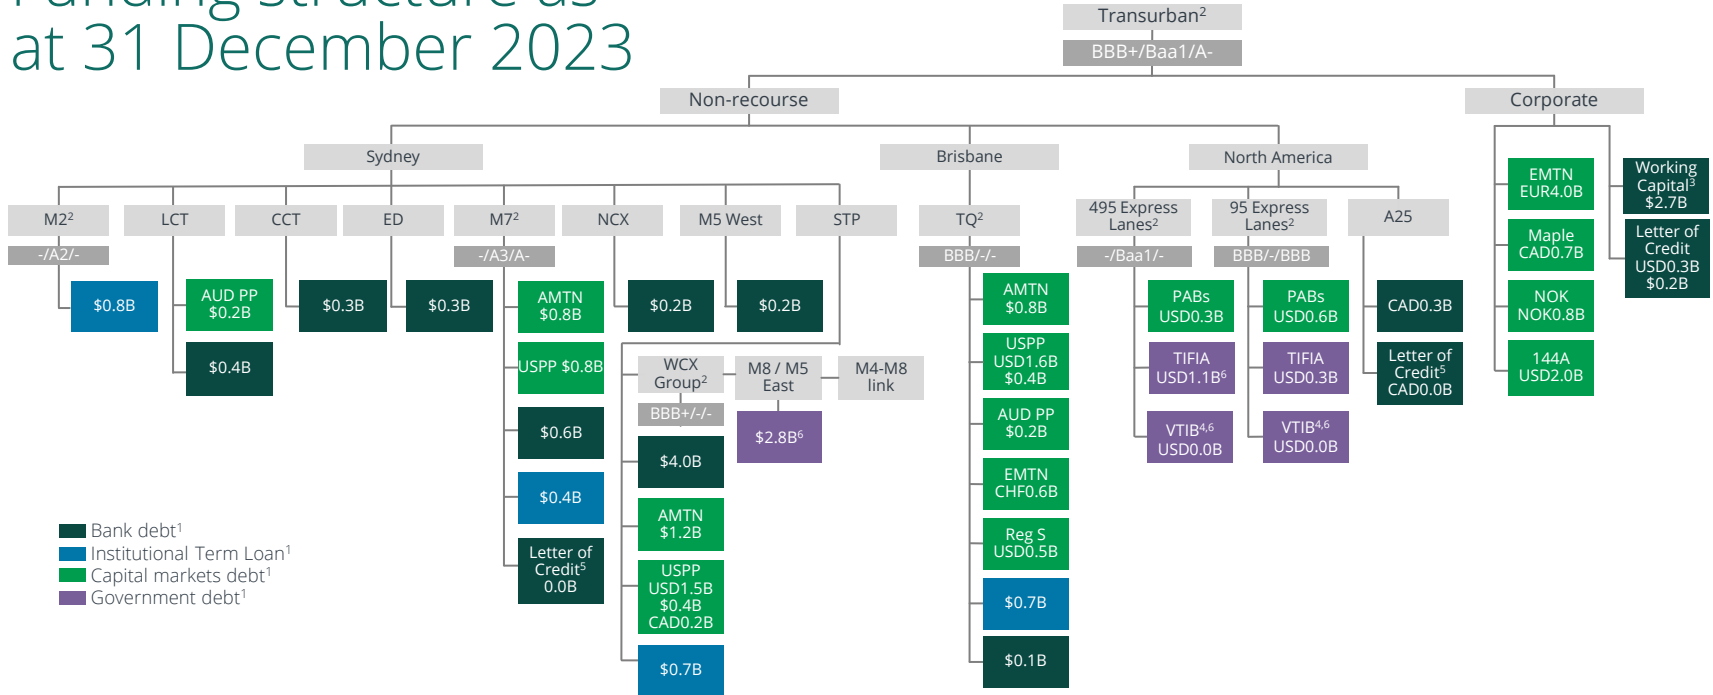 Funding structure as
at 31 December 2023
Transurban²
BBB+/Baa1/A-
Non-recourse
Corporate
Sydney
Brisbane
North America
M2²
-/A2/-
$0.8B
LCT
AUD PP
$0.2B
$0.4B
CCT
$0.3B
ED
$0.3B
M7²
-/A3/A-
AMTN
$0.8B
USPP $0.8B
$0.6B
$0.4B
Letter of
Credit⁵
0.0B
NCX
$0.2B
M5 West
$0.2B
STP
WCX
Group²
BBB+/-/-
$4.0B
AMTN
$1.2B
USPP
USD1.5B
$0.4B
CAD0.2B
$0.7B
M8 / M5
East
$2.8B⁶
M4-M8
link
TQ²
BBB/-/-
AMTN
$0.8B
USPP
USD1.6B
$0.4B
AUD PP
$0.2B
EMTN
CHF0.6B
Reg S
USD0.5B
$0.7B
$0.1B
495 Express
Lanes²
-/Baa1/-
PABs
USD0.3B
TIFIA
USD1.1B⁶
VTIB⁴,⁶
USD0.0B
95 Express
Lanes²
BBB/-/BBB
PABs
USD0.6B
TIFIA
USD0.3B
VTIB⁴,⁶
USD0.0B
A25
CAD0.3B
Letter of
Credit⁵
CAD0.0B
EMTN
EUR4.0B
Maple
CAD0.7B
NOK
NOK0.8B
144A
USD2.0B
Working
Capital³
$2.7B
Letter of
Credit
USD0.3B
$0.2B
Bank debt¹
Institutional Term Loan¹
Capital markets debt¹
Government debt¹